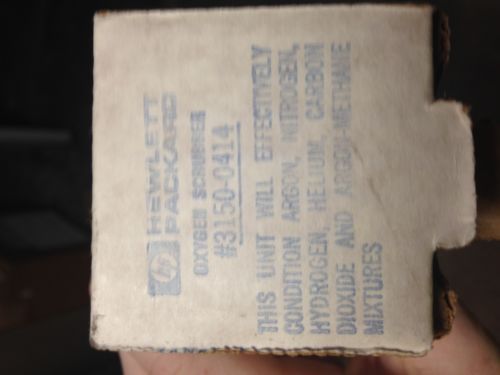 hp HEWLETT
PACKARD
OXYGEN SCRUBBER
#3150-0414
THIS UNIT WILL EFFECTIVELY
CONDITION ARGON, NITROGEN,
HYDROGEN, HELIUM, CARBON
DIOXIDE AND ARGON-METHANE
MIXTURES